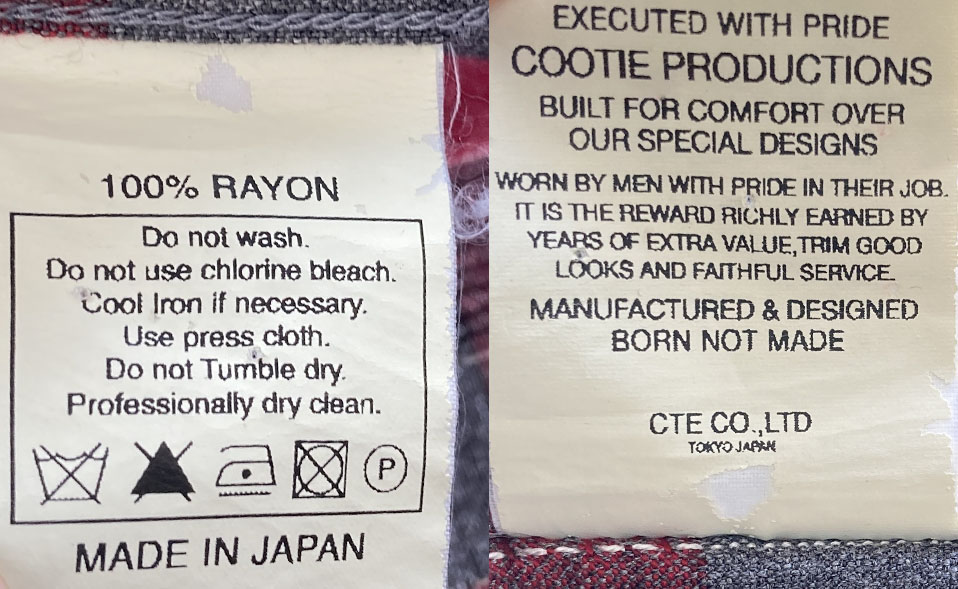 100% RAYON
Do not wash.
Do not use chlorine bleach.
Cool Iron if necessary.
Use press cloth.
Do not Tumble dry.
Professionally dry clean.
P
MADE IN JAPAN
EXECUTED WITH PRIDE
COOTIE PRODUCTIONS
BUILT FOR COMFORT OVER
OUR SPECIAL DESIGNS
WORN BY MEN WITH PRIDE IN THEIR JOB.
IT IS THE REWARD RICHLY EARNED BY
YEARS OF EXTRA VALUE,TRIM GOOD
LOOKS AND FAITHFUL SERVICE.
MANUFACTURED & DESIGNED
BORN NOT MADE
CTE CO.,LTD
TOKYO JAPAN